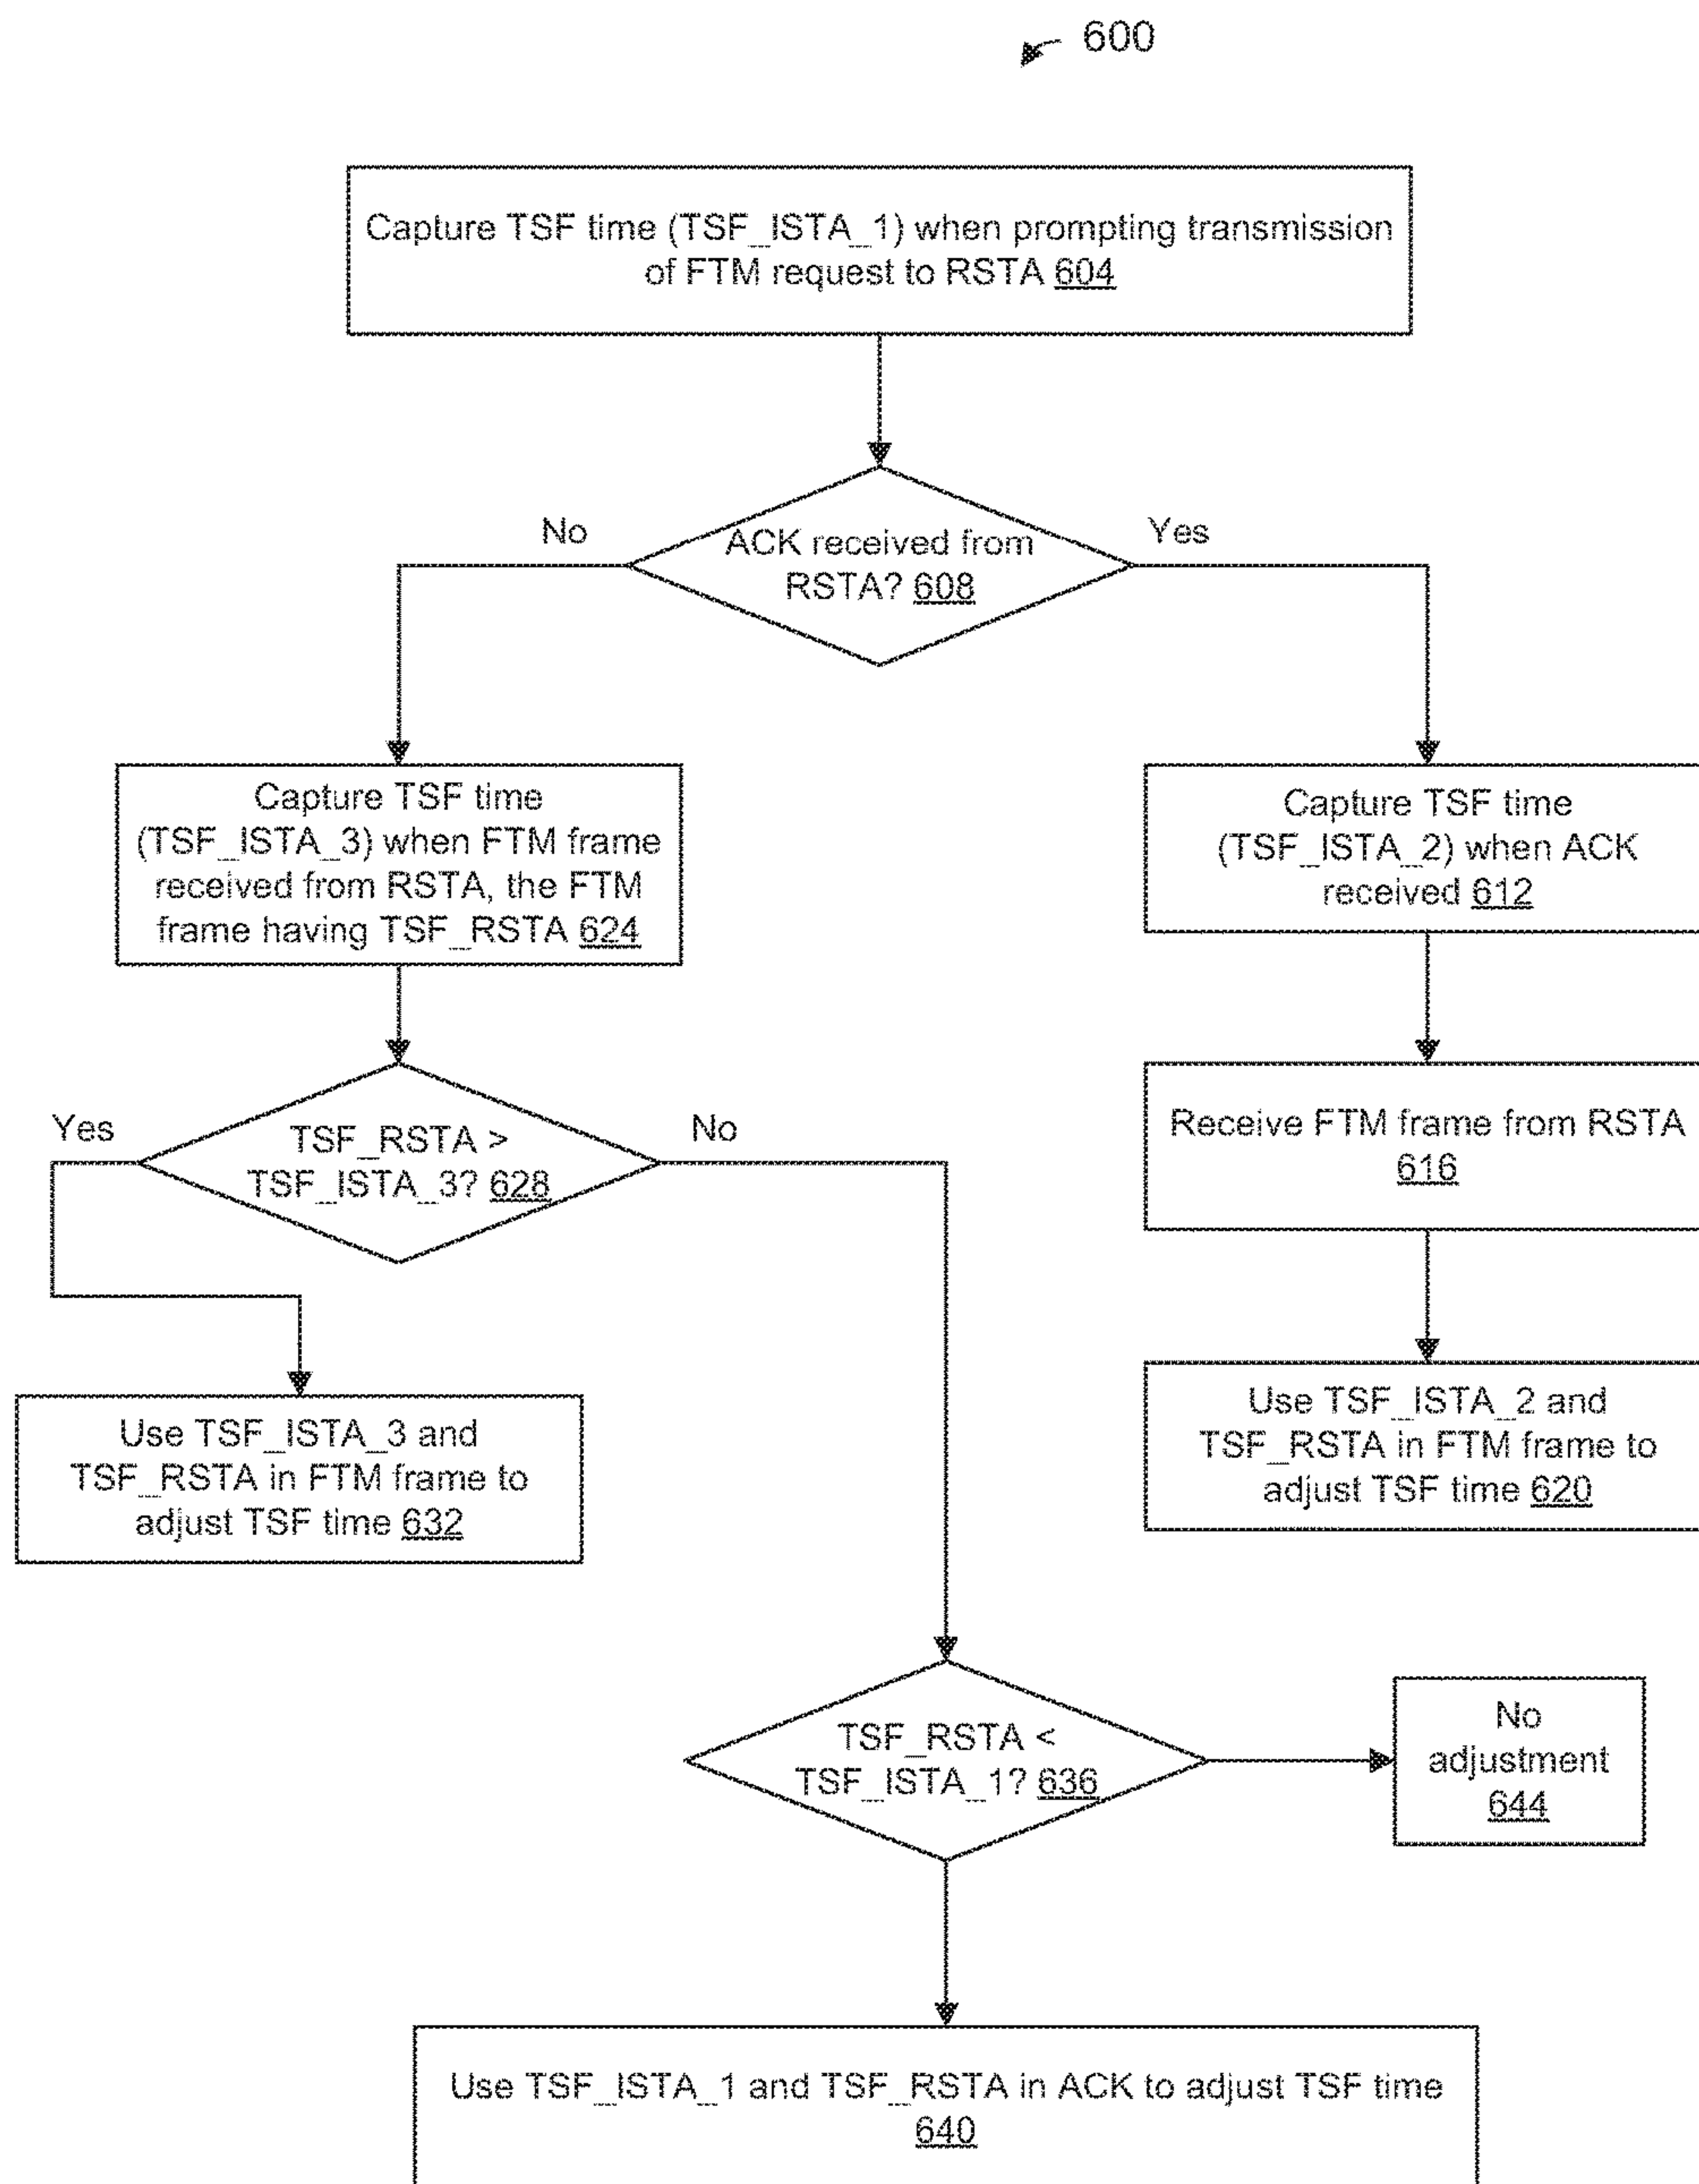 600
Capture TSF time (TSF_ISTA_1) when prompting transmission
of FTM request to RSTA 604
No
Yes
ACK received from
RSTA? 608
Capture TSF time
(TSF_ISTA_3) when FTM frame
received from RSTA, the FTM
frame having TSF_RSTA 624
Capture TSF time
(TSF_ISTA_2) when ACK
received 612
Yes
No
TSF_RSTA >
TSF_ISTA_3? 628
Receive FTM frame from RSTA
616
Use TSF_ISTA_3 and
TSF_RSTA in FTM frame to
adjust TSF time 632
Use TSF_ISTA_2 and
TSF_RSTA in FTM frame to
adjust TSF time 620
TSF_RSTA <
TSF_ISTA_1? 636
No
adjustment
644
Use TSF_ISTA_1 and TSF_RSTA in ACK to adjust TSF time
640